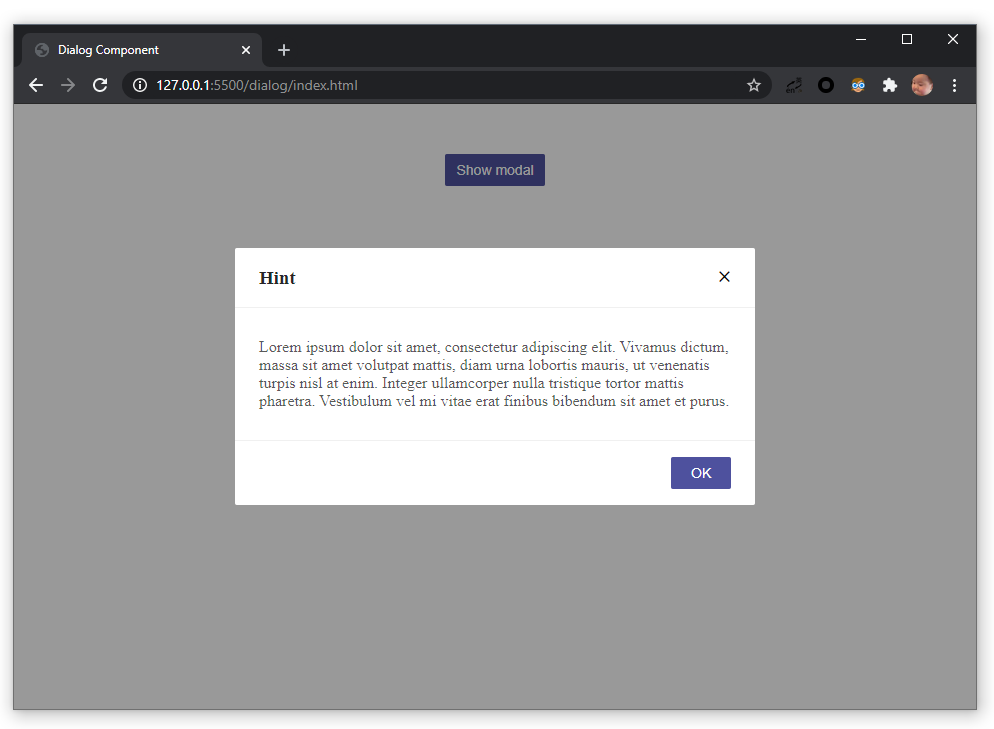 Dialog Component
127.0.0.1:5500/dialog/index.html
Show modal
Hint
Lorem ipsum dolor sit amet, consectetur adipiscing elit. Vivamus dictum,
massa sit amet volutpat mattis, diam urna lobortis mauris, ut venenatis
turpis nisl at enim. Integer ullamcorper nulla tristique tortor mattis
pharetra. Vestibulum vel mi vitae erat finibus bibendum sit amet et purus.
OK